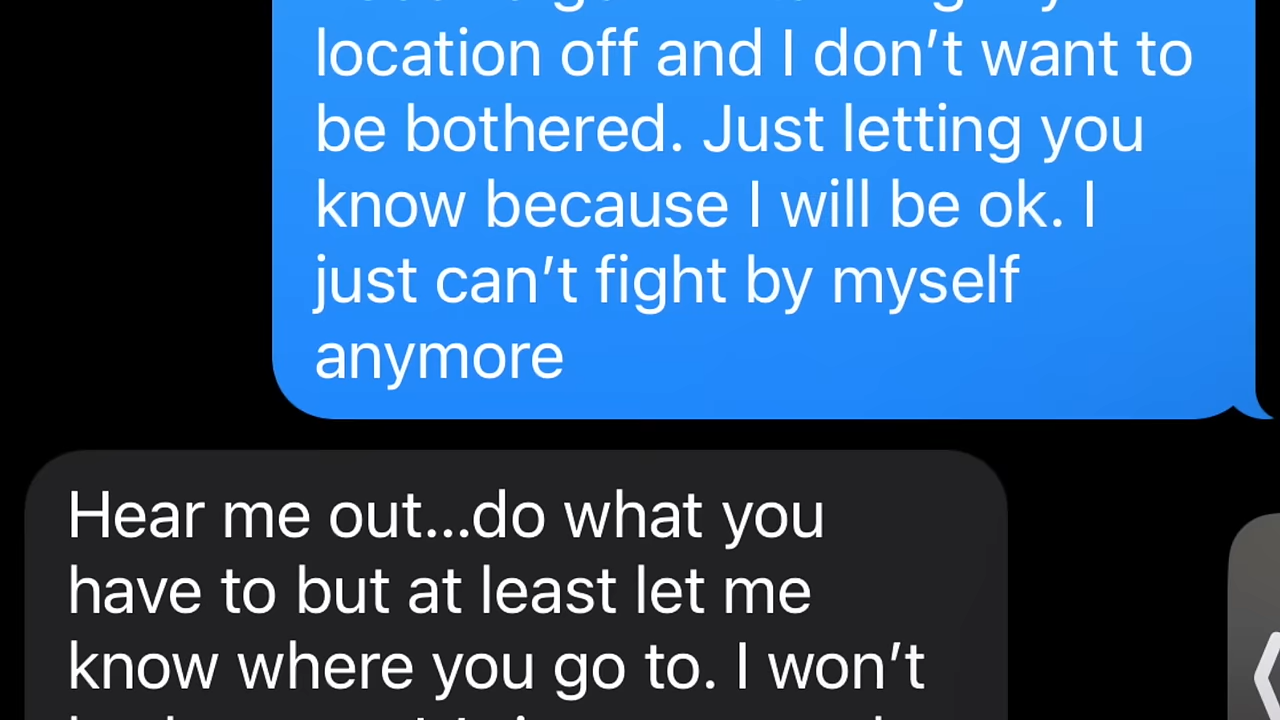 location off and I don’t want to
be bothered. Just letting you
know because I will be ok. I
just can’t fight by myself
anymore
Hear me out...do what you
have to but at least let me
know where you go to. I won’t